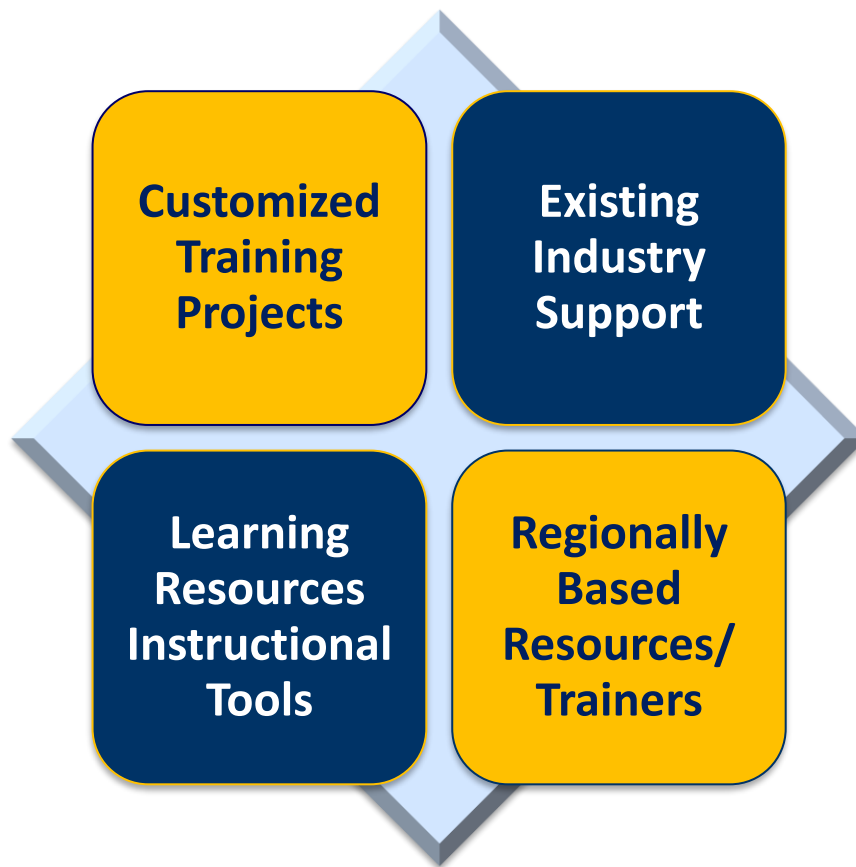 Customized
Training
Projects
Existing
Industry
Support
Learning
Resources
Instructional
Tools
Regionally
Based
Resources/
Trainers